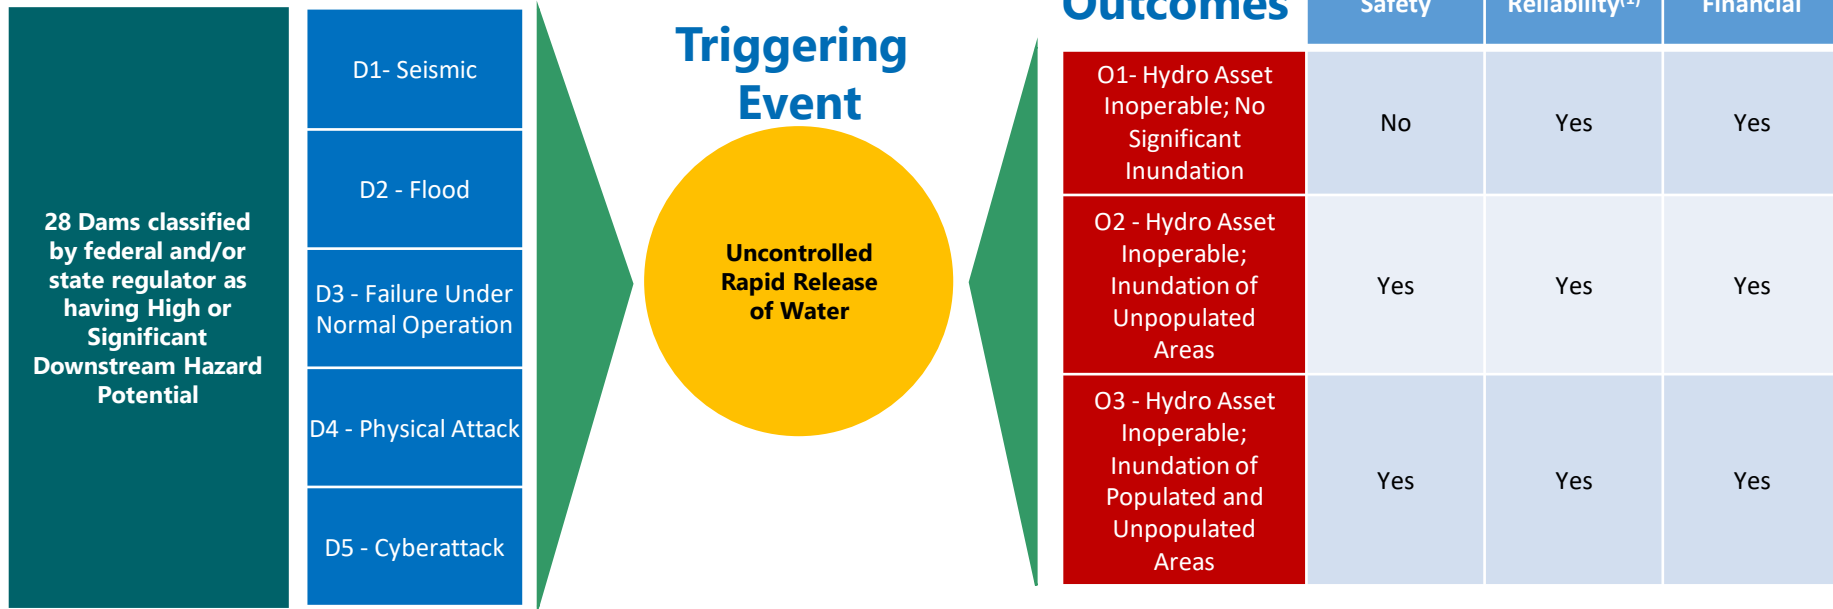 28 Dams classified
by federal and/or
state regulator as
having High or
Significant
Downstream Hazard
Potential
D1- Seismic
D2 - Flood
D3 - Failure Under
Normal Operation
D4 - Physical Attack
D5 - Cyberattack
Triggering
Event
Uncontrolled
Rapid Release
of Water
Outcomes
Safety
Reliability(1)
Financial
O1- Hydro Asset
Inoperable; No
Significant
Inundation
No
Yes
Yes
O2 - Hydro Asset
Inoperable;
Inundation of
Unpopulated
Areas
Yes
Yes
Yes
O3 - Hydro Asset
Inoperable;
Inundation of
Populated and
Unpopulated
Areas
Yes
Yes
Yes